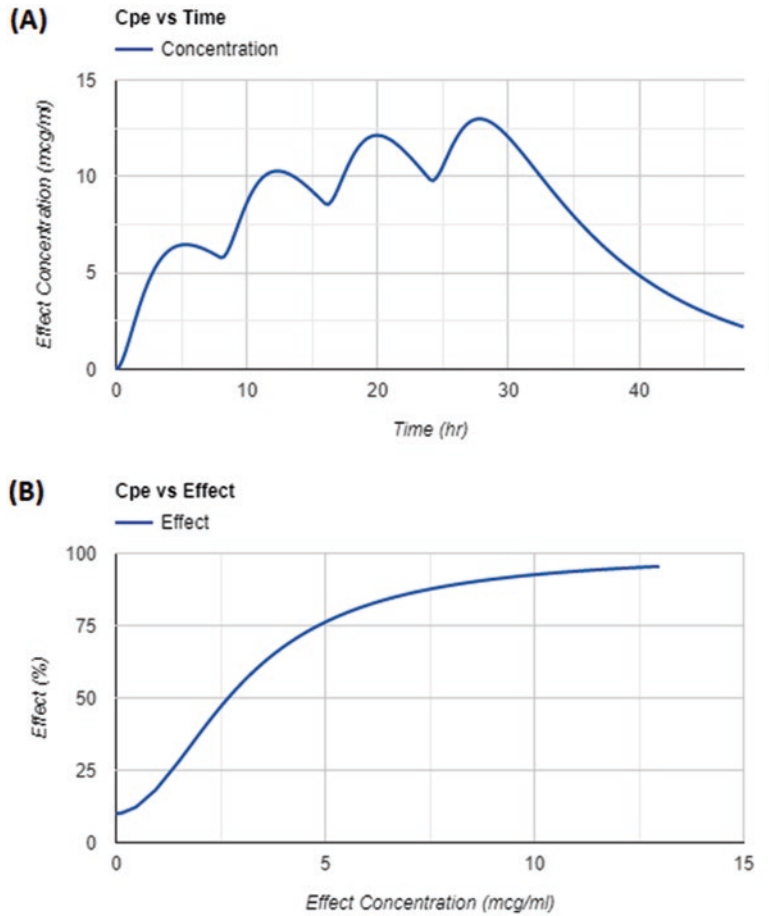 (A)
Cpe vs Time
Concentration
Effect Concentration (mcg/ml)
15
10
5
0
0 10 20 30 40
Time (hr)
(B)
Cpe vs Effect
Effect
Effect (%)
100
75
50
25
0
0 5 10 15
Effect Concentration (mcg/ml)